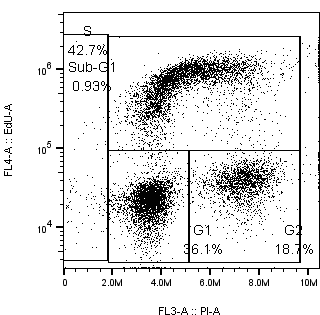 S
42.7%
Sub-G1
0.93%
10^6
10^5
10^4
FL4-A :: EdU-A
G1
36.1%
G2
18.7%
0
2.0M
4.0M
6.0M
8.0M
10.0M
FL3-A :: PI-A